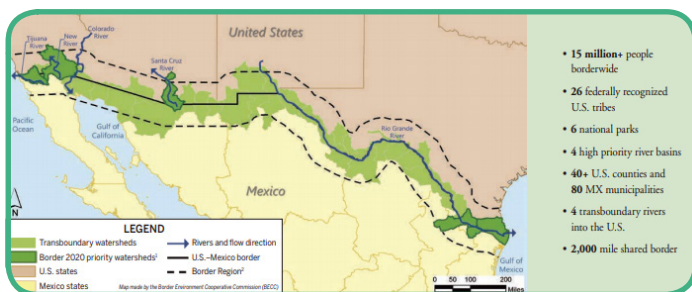 Tijuana
River
New
River
Colorado
River
Santa Cruz
River
United States
Pacific
Ocean
Gulf of
California
Rio Grande
River
Mexico
Gulf of
Mexico
N
LEGEND
Transboundary watersheds
Border 2020 priority watersheds¹
U.S. states
Mexico states
Rivers and flow direction
U.S.–Mexico border
Border Region²
Map made by the Border Environment Cooperative Commission (BECC)
0 50 100 200
Miles
• 15 million+ people
borderwide
• 26 federally recognized
U.S. tribes
• 6 national parks
• 4 high priority river basins
• 40+ U.S. counties and
80 MX municipalities
• 4 transboundary rivers
into the U.S.
• 2,000 mile shared border